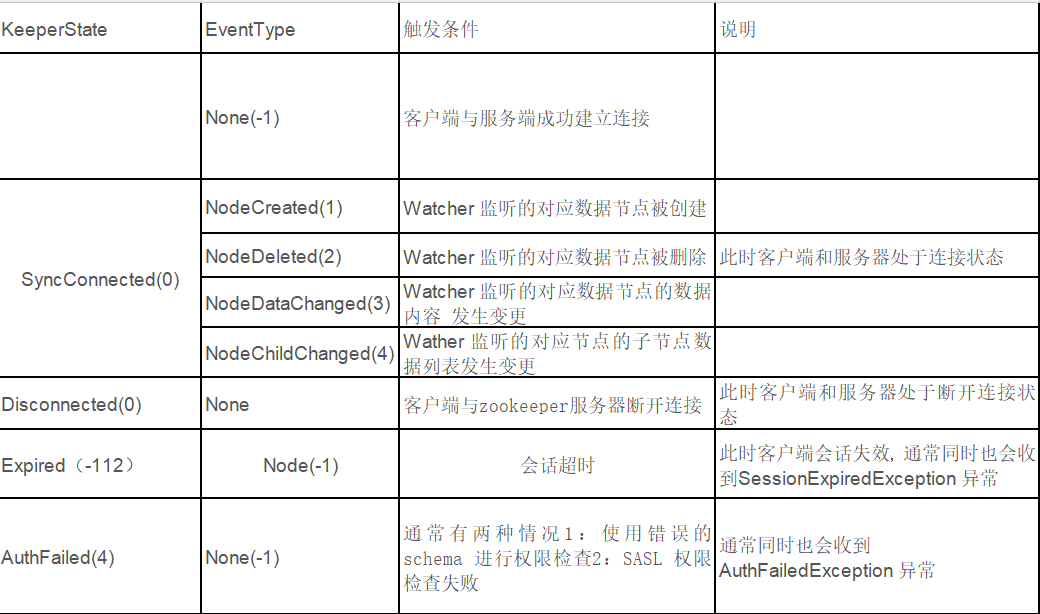 KeeperState EventType 触发条件 说明
None(-1) 客户端与服务端成功建立连接
SyncConnected(0)
NodeCreated(1) Watcher 监听的对应数据节点被创建
NodeDeleted(2) Watcher 监听的对应数据节点被删除 此时客户端和服务器处于连接状态
NodeDataChanged(3) Watcher 监听的对应数据节点的数据
内容 发生变更
NodeChildChanged(4) Wather 监听的对应节点的子节点数
据列表发生变更
Disconnected(0) None 客户端与zookeeper服务器断开连接 此时客户端和服务器处于断开连接状
态
Expired（-112） Node(-1) 会话超时 此时客户端会话失效, 通常同时也会收
到SessionExpiredException 异常
AuthFailed(4) None(-1) 通常有两种情况1：使用错误的
schema 进行权限检查2：SASL 权限
检查失败
通常同时也会收到
AuthFailedException 异常